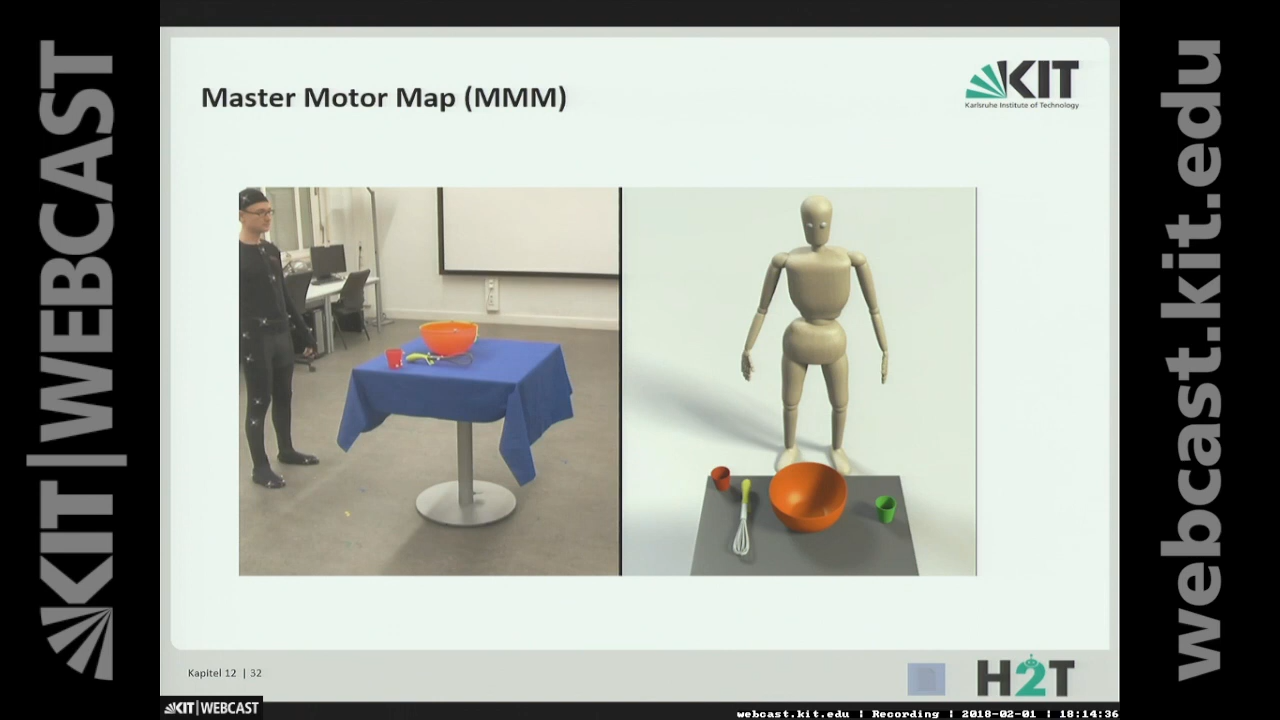 KIT|WEBCAST
Master Motor Map (MMM)
KIT
Karlsruhe Institute of Technology
Kapitel 12 | 32
H2T
KIT|WEBCAST
webcast.kit.edu | Recording | 2018-02-01 | 18:14:36
webcast.kit.edu